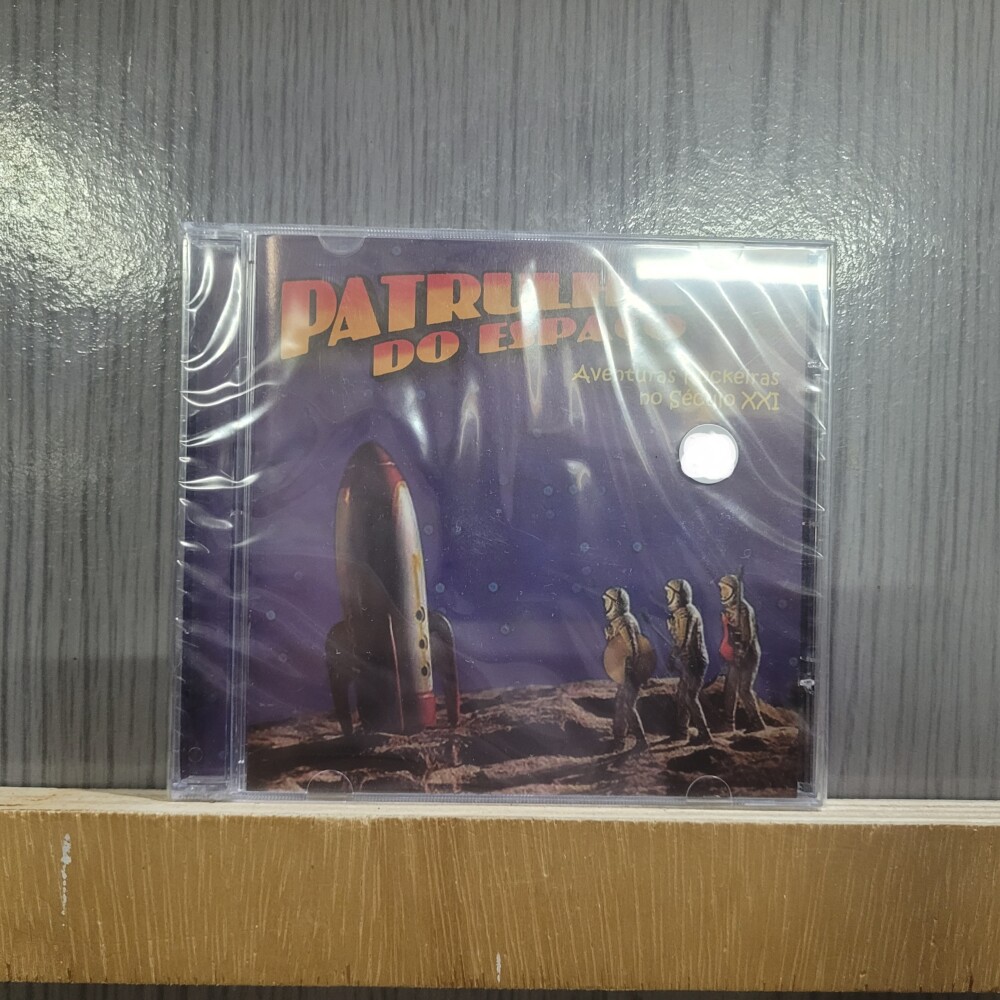 PATRULHA
DO ESPAÇO
Aventuras Rockeiras
no Século XXI